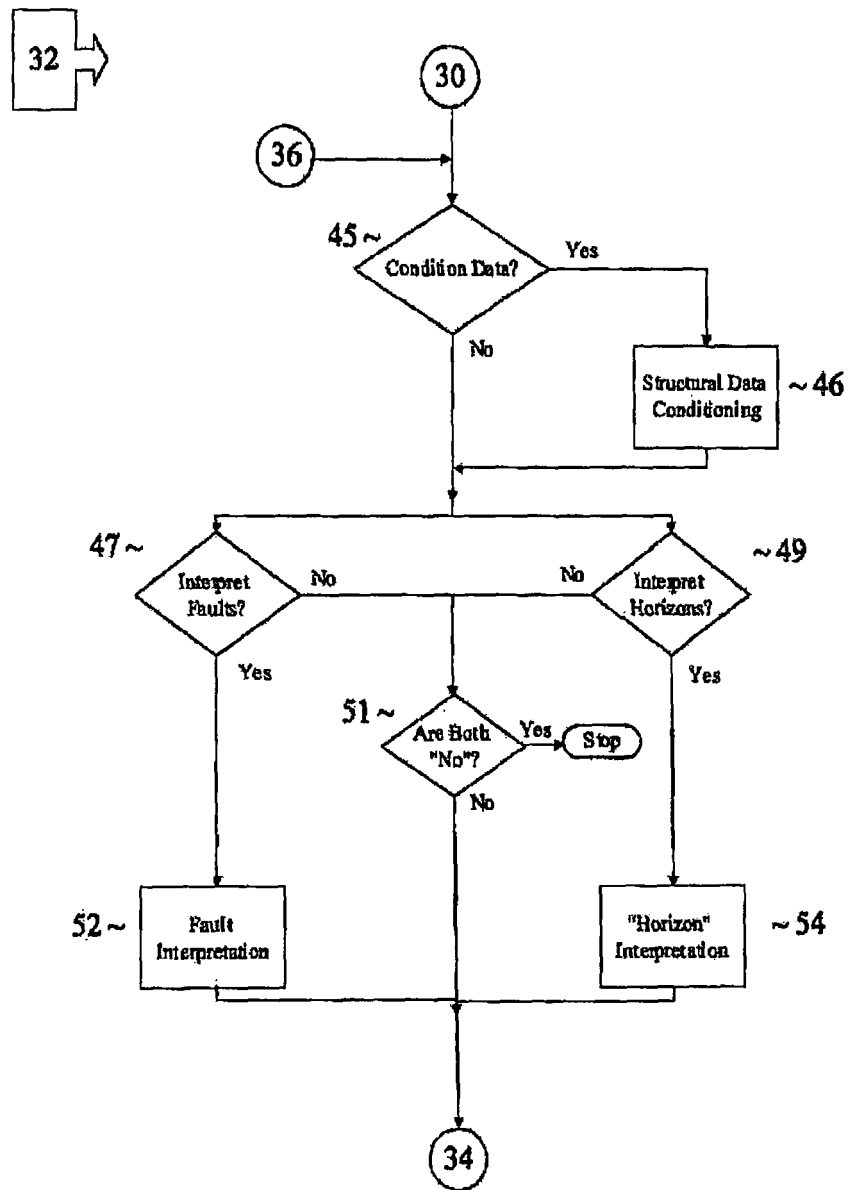 32
30
36
45 ~
Condition Data?
Yes
No
Structural Data
Conditioning
~ 46
47 ~
Interpret
Faults?
No
No
Interpret
Horizons?
~ 49
Yes
Yes
51 ~
Are Both
"No"?
Yes
Stop
No
52 ~
Fault
Interpretation
"Horizon"
Interpretation
~ 54
34